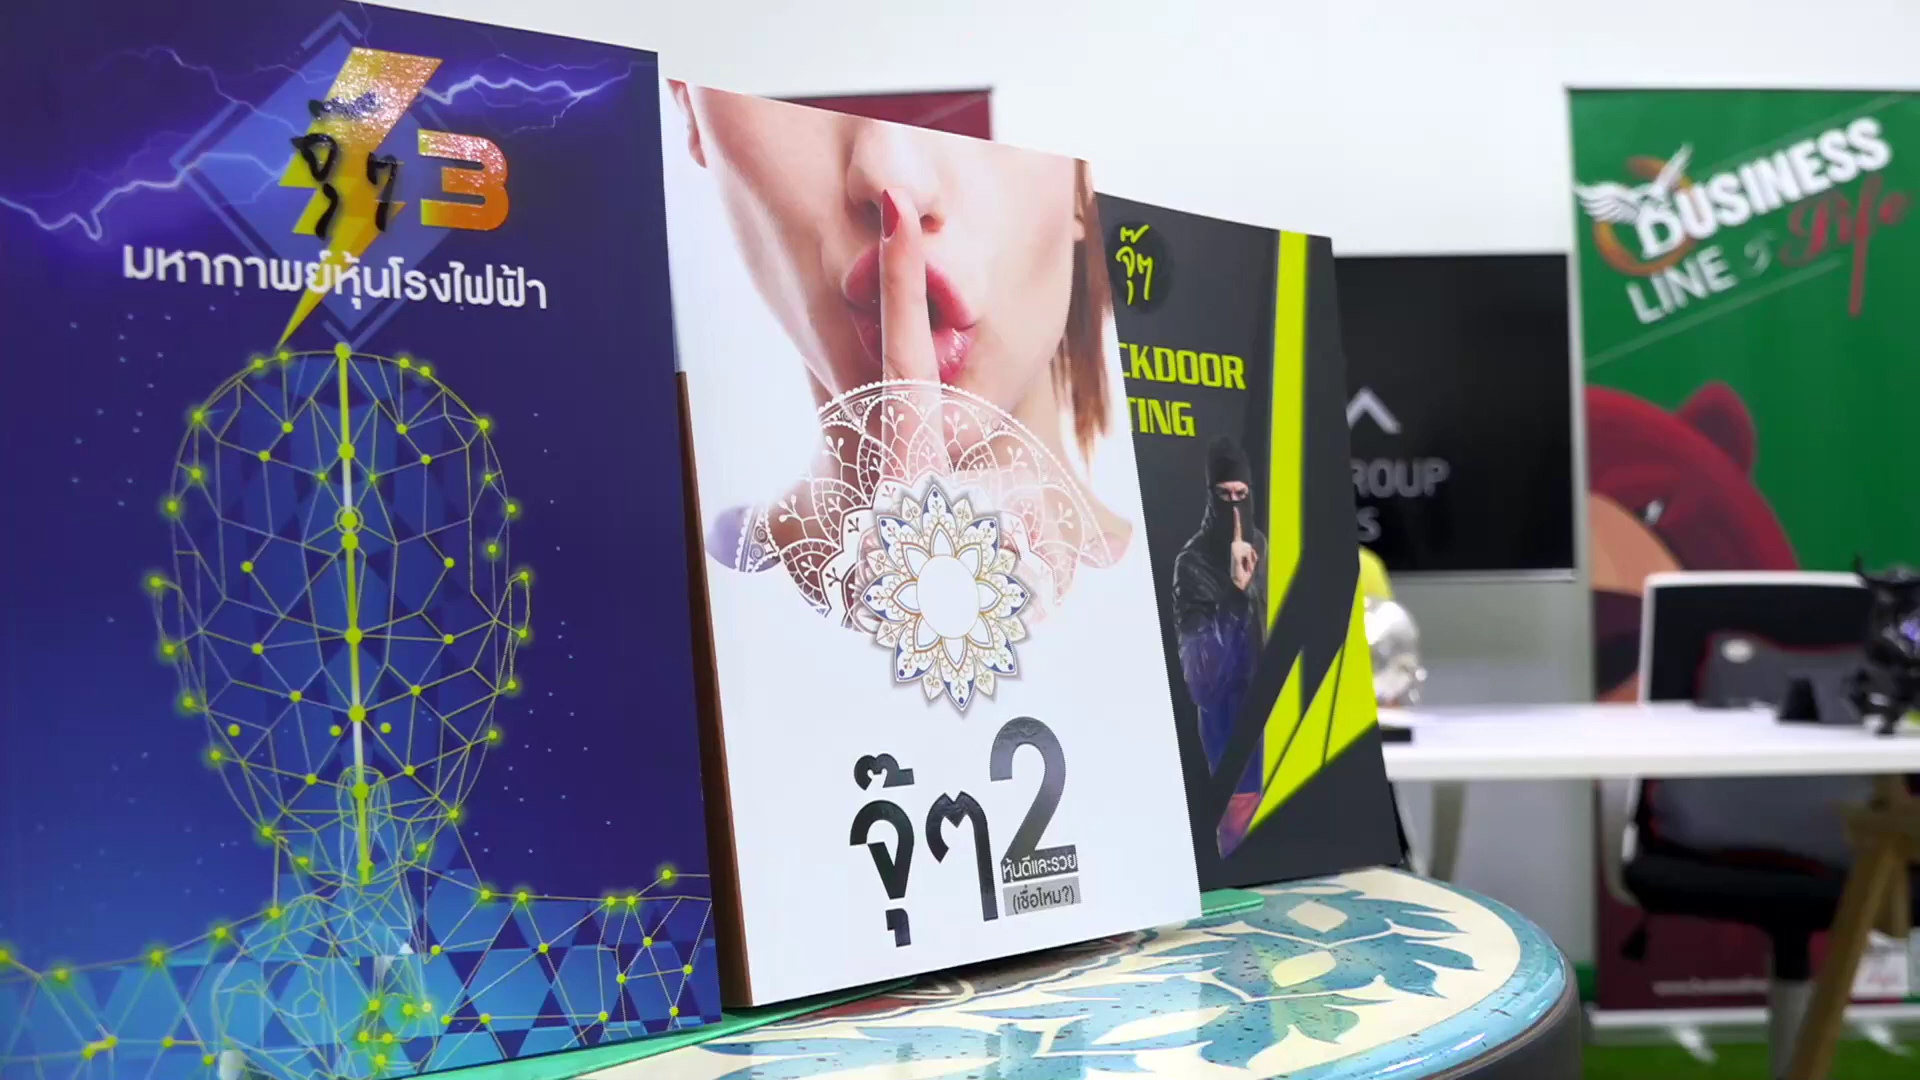 จุ๊ๆ 3
มหากาพย์หุ้นโรงไฟฟ้า
จุ๊ๆ 2
หุ้นดีและรวย
(เชื่อไหม?)
จุ๊ๆ
CKDOOR
TING
ROUP
S
BUSINESS
LINE & Life